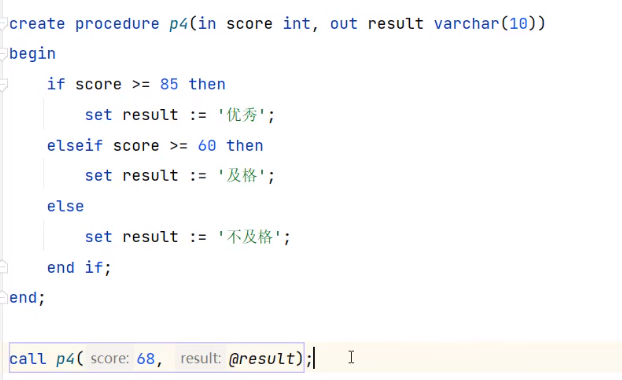 create procedure p4(in score int, out result varchar(10))
begin
    if score >= 85 then
        set result := '优秀';
    elseif score >= 60 then
        set result := '及格';
    else
        set result := '不及格';
    end if;
end;
call p4( score: 68, result: @result);